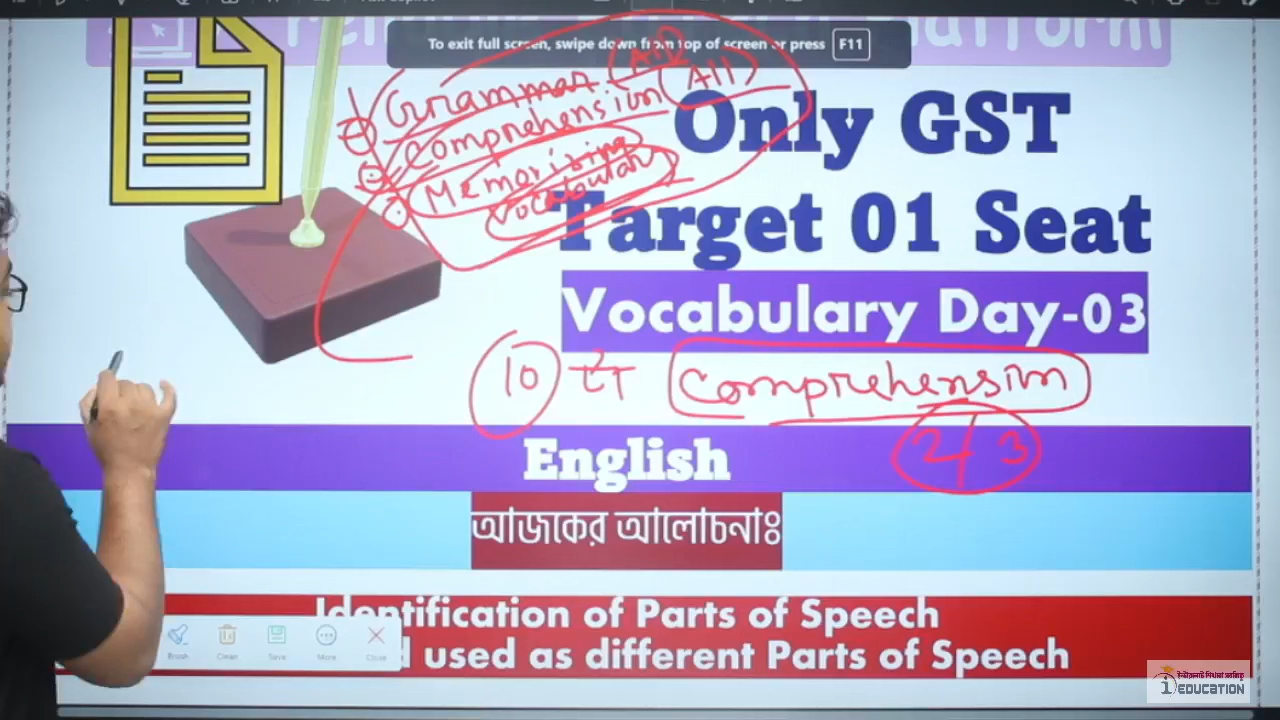 To exit full screen, swipe down from top of screen or press F11
Grammar (All)
Comprehension (All)
Memorizing
Vocabulary
Only GST
Target 01 Seat
Vocabulary Day-03
10 টা Comprehension
2/3
English
আজকের আলোচনাঃ
Identification of Parts of Speech
used as different Parts of Speech
Brush Clean Save More Close
EDUCATION